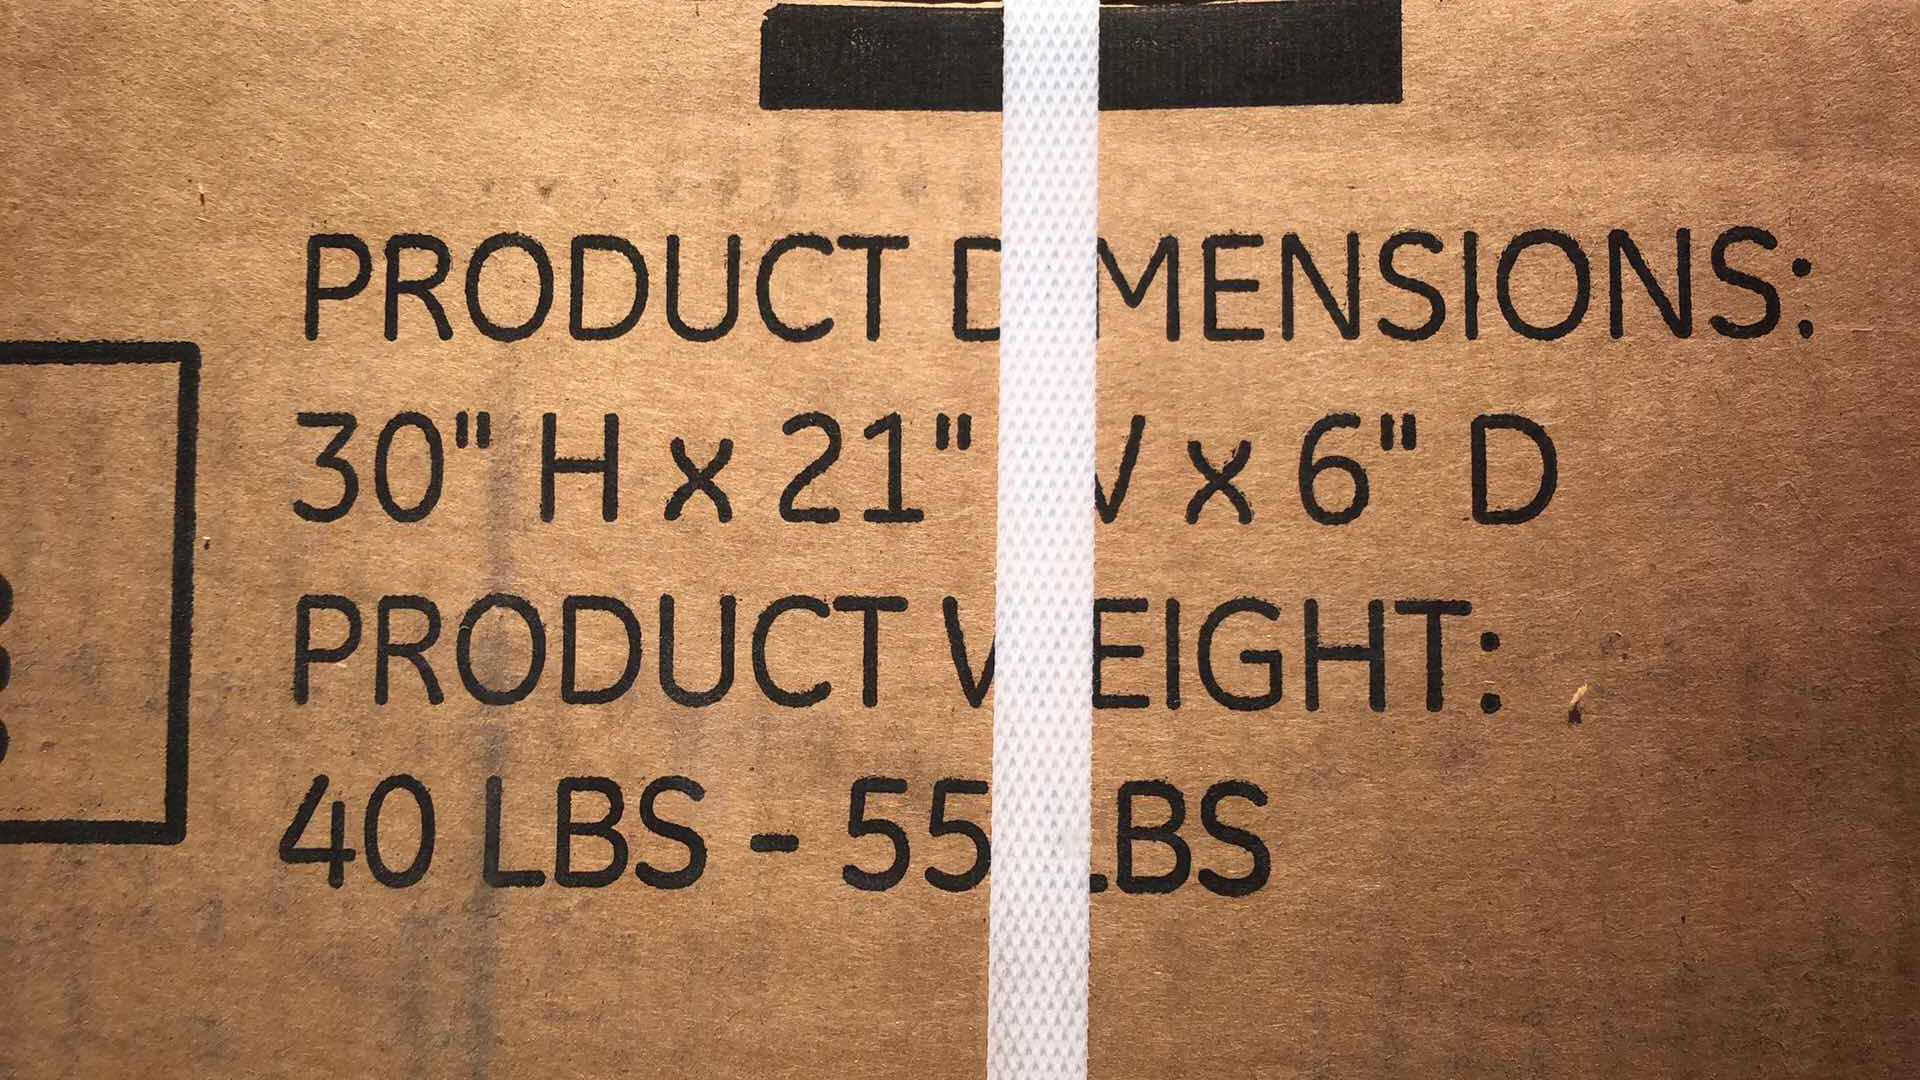 PRODUCT DIMENSIONS:
30" H x 21" W x 6" D
PRODUCT WEIGHT:
40 LBS - 55 LBS